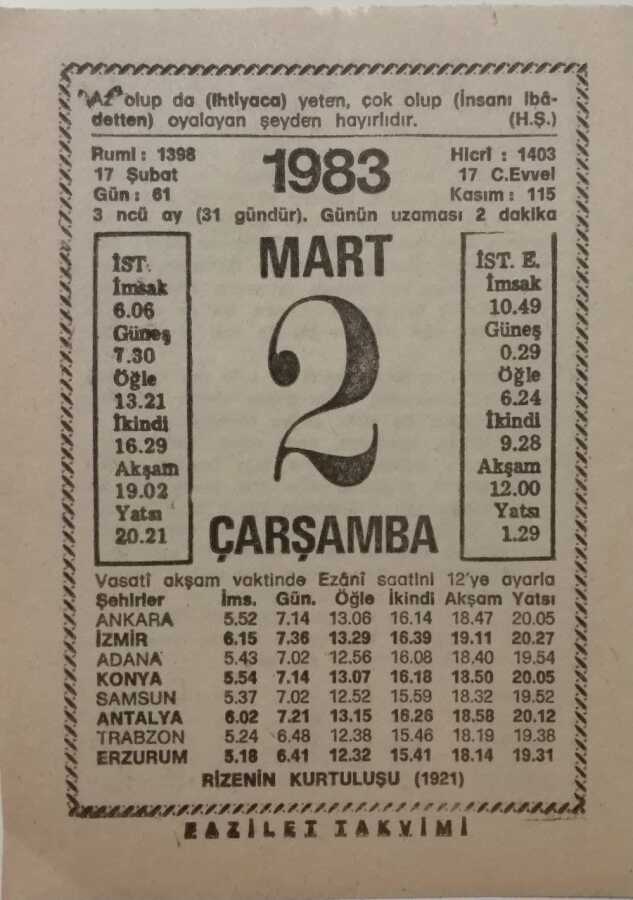 "Az" olup da (İhtiyaca) yeten, çok olup (İnsanı İbâ-
detten) oyalayan şeyden hayırlıdır. (H.Ş.)
Rumi : 1398
17 Şubat
Gün : 61
1983
Hicri : 1403
17 C.Evvel
Kasım : 115
3 ncü ay (31 gündür). Günün uzaması 2 dakika
İST.
İmsak
6.06
Güneş
7.30
Öğle
13.21
İkindi
16.29
Akşam
19.02
Yatsı
20.21
MART
2
ÇARŞAMBA
İST. E.
İmsak
10.49
Güneş
0.29
Öğle
6.24
İkindi
9.28
Akşam
12.00
Yatsı
1.29
Vasati akşam vaktinde Ezâni saatini 12'ye ayarla
Şehirler İms. Gün. Öğle İkindi Akşam Yatsı
ANKARA 5.52 7.14 13.06 16.14 18.47 20.05
İZMİR 6.15 7.36 13.29 16.39 19.11 20.27
ADANA 5.43 7.02 12.56 16.08 18.40 19.54
KONYA 5.54 7.14 13.07 16.18 18.50 20.05
SAMSUN 5.37 7.02 12.52 15.59 18.32 19.52
ANTALYA 6.02 7.21 13.15 16.26 18.58 20.12
TRABZON 5.24 6.48 12.38 15.46 18.19 19.38
ERZURUM 5.18 6.41 12.32 15.41 18.14 19.31
RİZENİN KURTULUŞU (1921)
FAZİLET TAKVİMİ